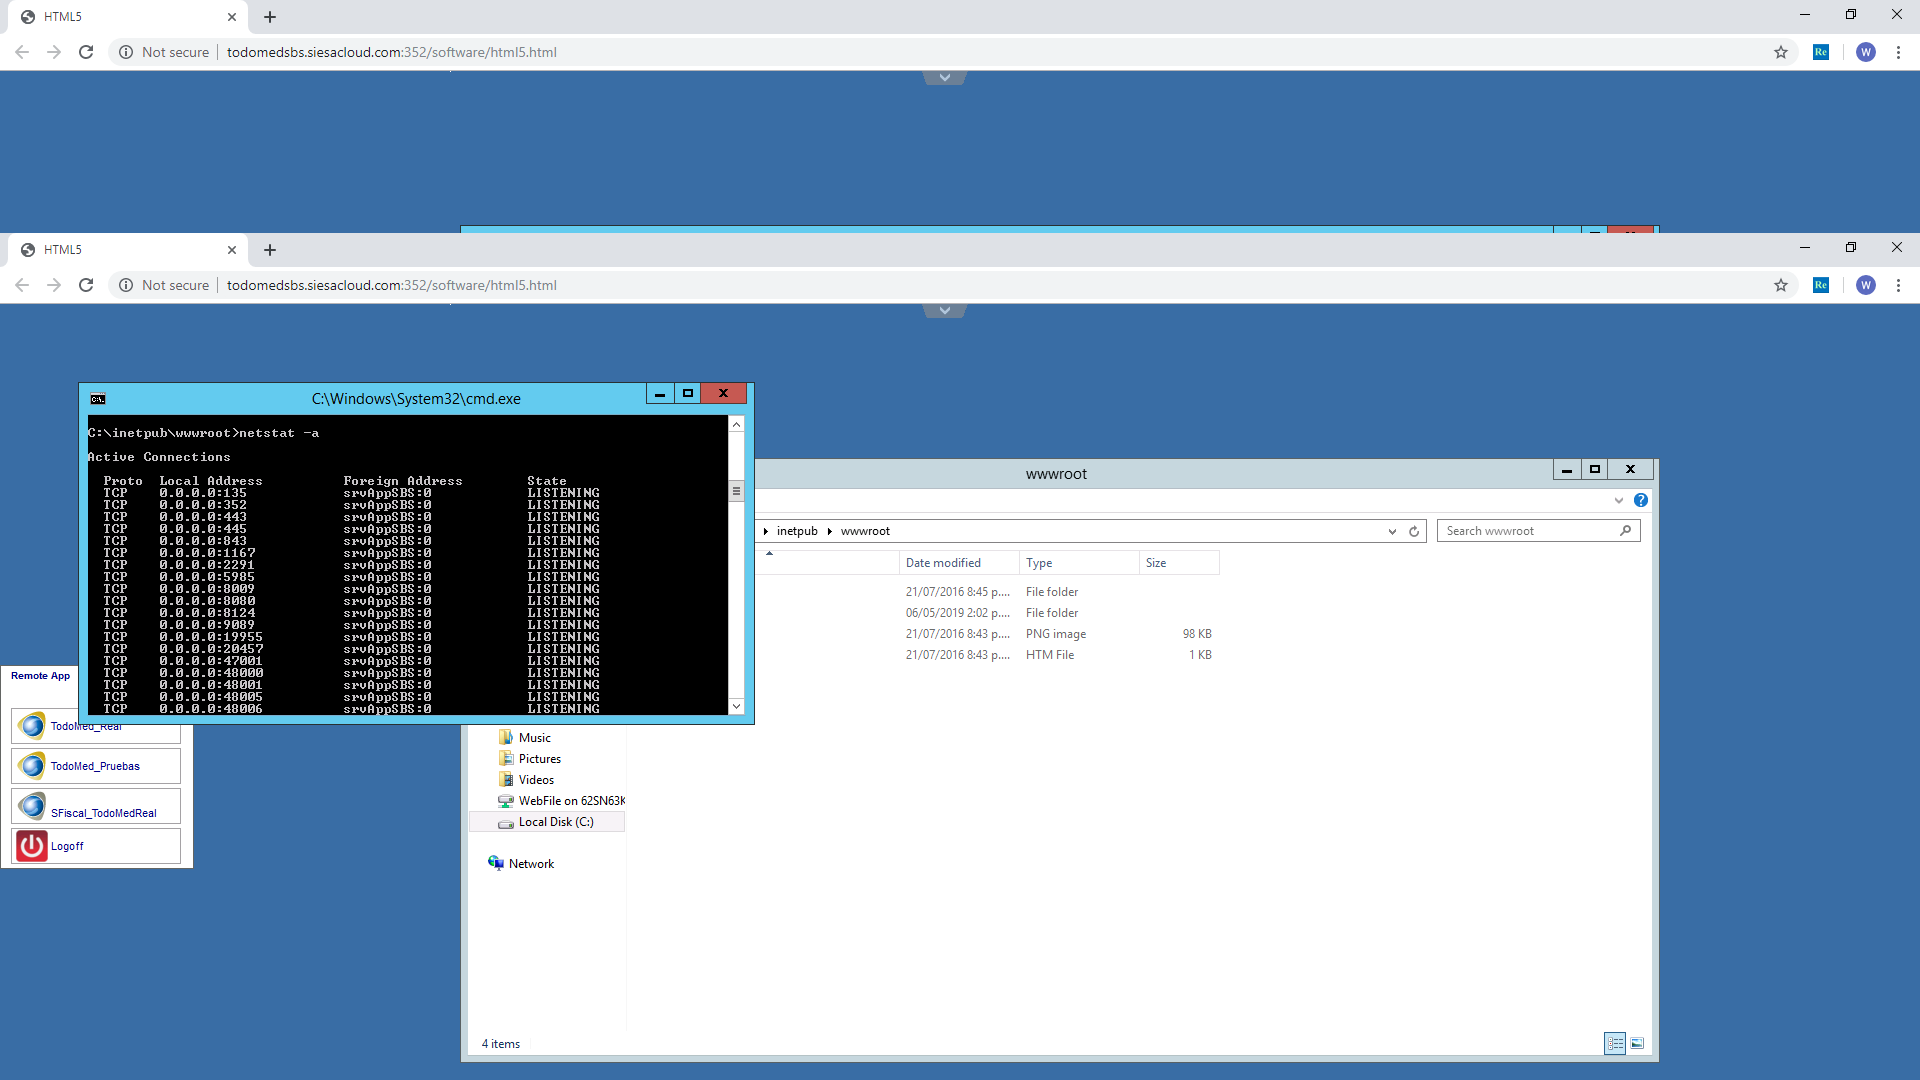 HTML5
Not secure
todomedsbs.siesacloud.com:352/software/html5.html
Re
W
HTML5
Not secure
todomedsbs.siesacloud.com:352/software/html5.html
Re
W
C:\Windows\System32\cmd.exe
C:\inetpub\wwwroot>netstat -a
Active Connections
Proto Local Address Foreign Address State
TCP 0.0.0.0:135 srvAppSBS:0 LISTENING
TCP 0.0.0.0:352 srvAppSBS:0 LISTENING
TCP 0.0.0.0:443 srvAppSBS:0 LISTENING
TCP 0.0.0.0:445 srvAppSBS:0 LISTENING
TCP 0.0.0.0:843 srvAppSBS:0 LISTENING
TCP 0.0.0.0:1167 srvAppSBS:0 LISTENING
TCP 0.0.0.0:2291 srvAppSBS:0 LISTENING
TCP 0.0.0.0:5985 srvAppSBS:0 LISTENING
TCP 0.0.0.0:8009 srvAppSBS:0 LISTENING
TCP 0.0.0.0:8080 srvAppSBS:0 LISTENING
TCP 0.0.0.0:8124 srvAppSBS:0 LISTENING
TCP 0.0.0.0:9089 srvAppSBS:0 LISTENING
TCP 0.0.0.0:19955 srvAppSBS:0 LISTENING
TCP 0.0.0.0:20457 srvAppSBS:0 LISTENING
TCP 0.0.0.0:47001 srvAppSBS:0 LISTENING
TCP 0.0.0.0:48000 srvAppSBS:0 LISTENING
TCP 0.0.0.0:48001 srvAppSBS:0 LISTENING
TCP 0.0.0.0:48005 srvAppSBS:0 LISTENING
TCP 0.0.0.0:48006 srvAppSBS:0 LISTENING
wwwroot
inetpub wwwroot
Search wwwroot
Date modified Type Size
21/07/2016 8:45 p.... File folder
06/05/2019 2:02 p.... File folder
21/07/2016 8:43 p.... PNG image 98 KB
21/07/2016 8:43 p.... HTM File 1 KB
Remote App
TodoMed_Real
TodoMed_Pruebas
SFiscal_TodoMedReal
Logoff
Music
Pictures
Videos
WebFile on 62SN63K
Local Disk (C:)
Network
4 items